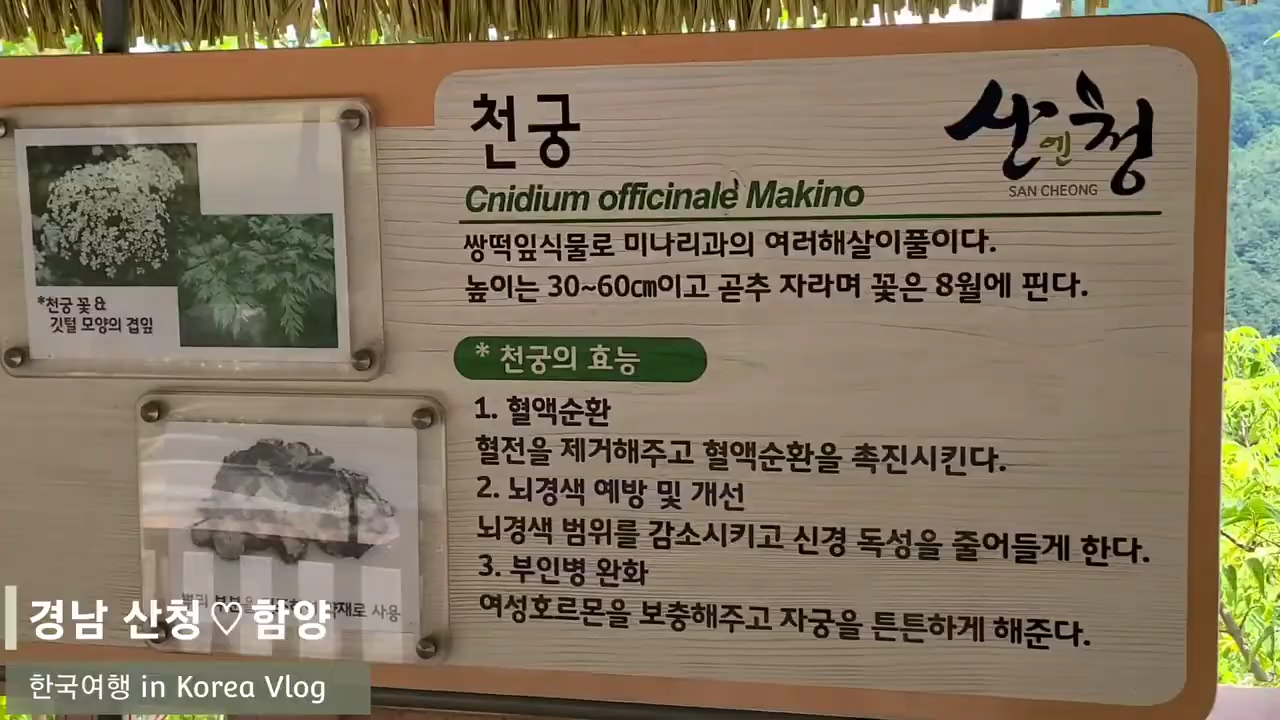 천궁
산엔청
SAN CHEONG
Cnidium officinale Makino
쌍떡잎식물로 미나리과의 여러해살이풀이다.
높이는 30~60㎝이고 곧추 자라며 꽃은 8월에 핀다.
*천궁 꽃 &
깃털 모양의 겹잎
* 천궁의 효능
1. 혈액순환
혈전을 제거해주고 혈액순환을 촉진시킨다.
2. 뇌경색 예방 및 개선
뇌경색 범위를 감소시키고 신경 독성을 줄어들게 한다.
3. 부인병 완화
여성호르몬을 보충해주고 자궁을 튼튼하게 해준다.
사용
경남 산청♡함양
한국여행 in Korea Vlog